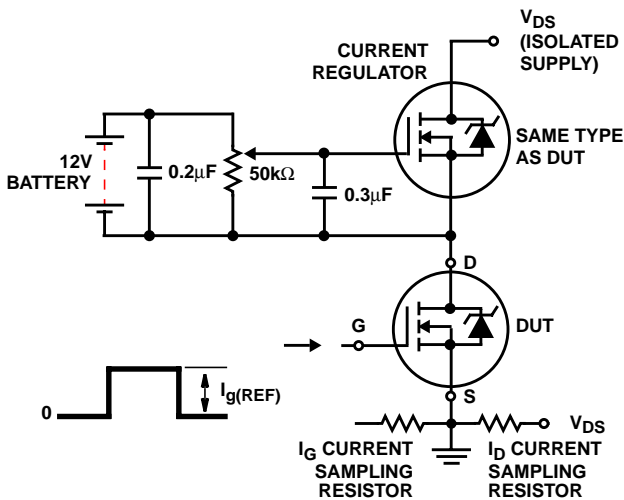 V_DS
(ISOLATED
SUPPLY)
CURRENT
REGULATOR
SAME TYPE
AS DUT
12V
BATTERY
0.2µF
50kΩ
0.3µF
D
DUT
G
I_g(REF)
0
S
V_DS
I_G CURRENT
SAMPLING
RESISTOR
I_D CURRENT
SAMPLING
RESISTOR